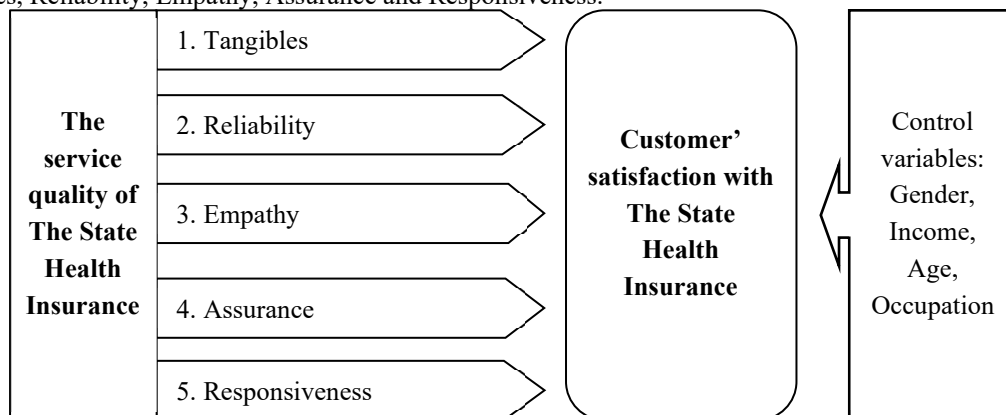 es, Reliability, Empathy, Assurance and Responsiveness.
1. Tangibles
2. Reliability
3. Empathy
4. Assurance
5. Responsiveness
The
service
quality of
The State
Health
Insurance
Customer’
satisfaction with
The State
Health
Insurance
Control
variables:
Gender,
Income,
Age,
Occupation